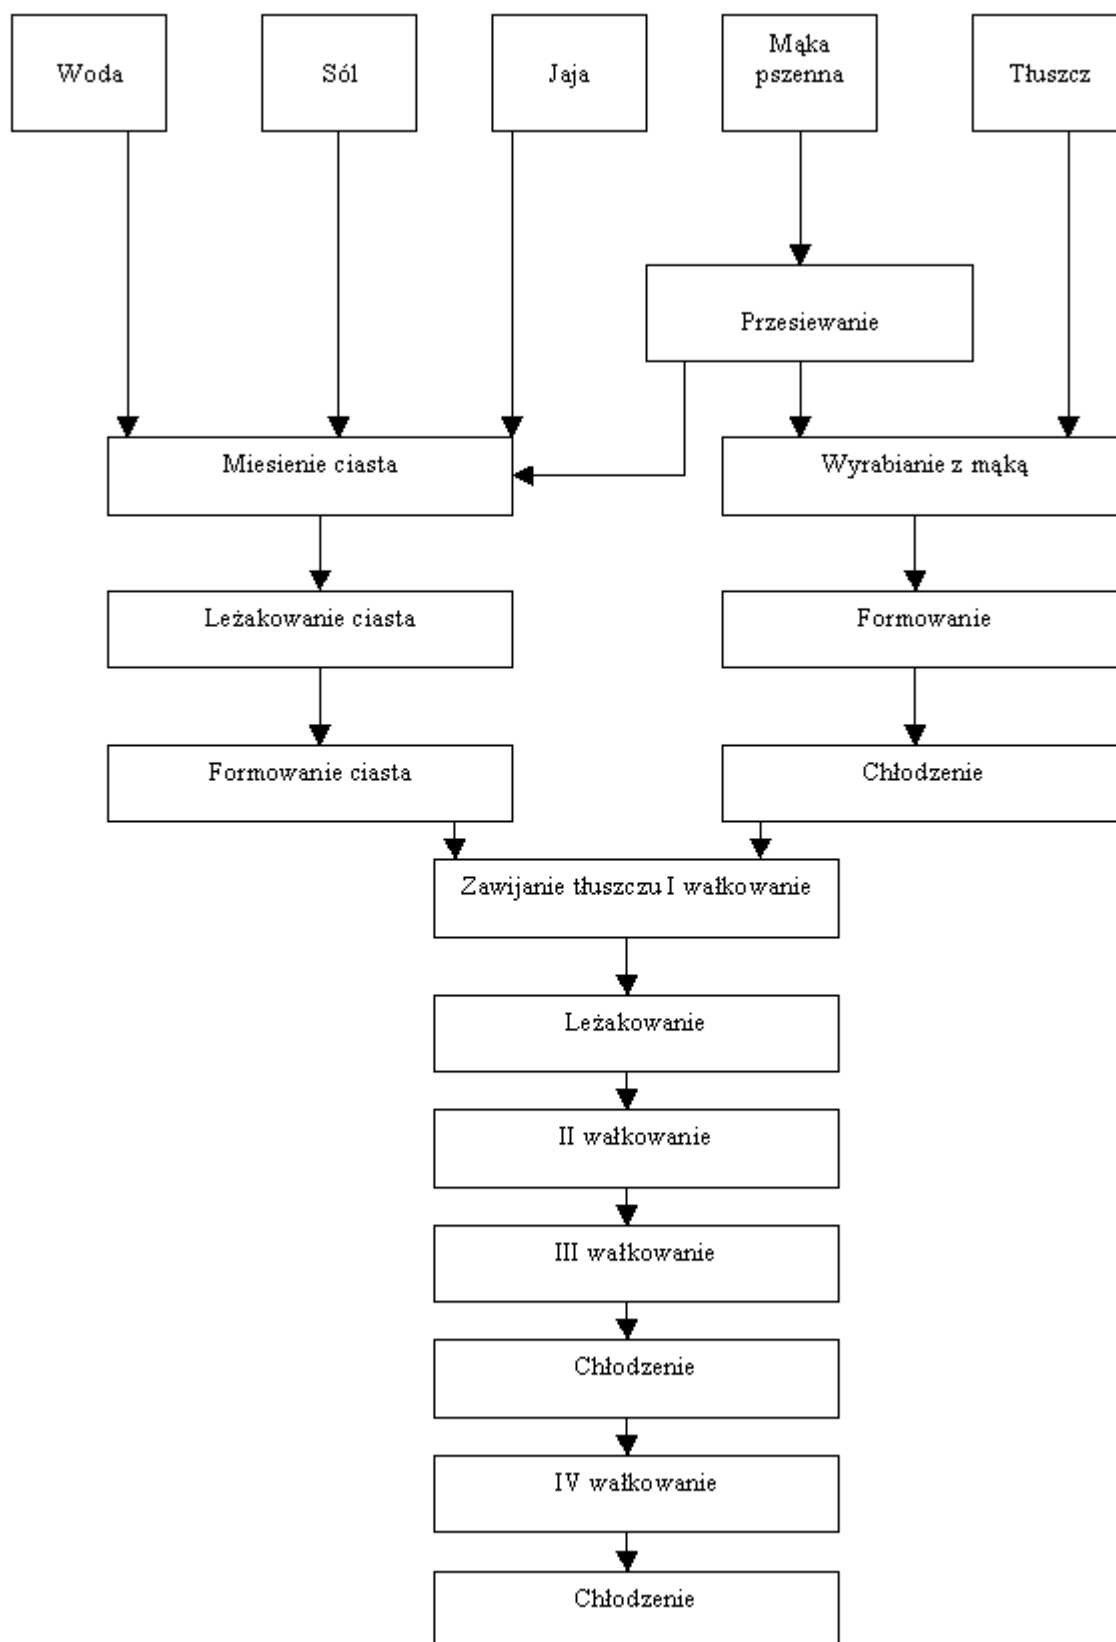 Woda
Sól
Jaja
Mąka
pszenna
Tłuszcz
Przesiewanie
Miesienie ciasta
Wyrabianie z mąką
Leżakowanie ciasta
Formowanie
Formowanie ciasta
Chłodzenie
Zawijanie tłuszczu I wałkowanie
Leżakowanie
II wałkowanie
III wałkowanie
Chłodzenie
IV wałkowanie
Chłodzenie